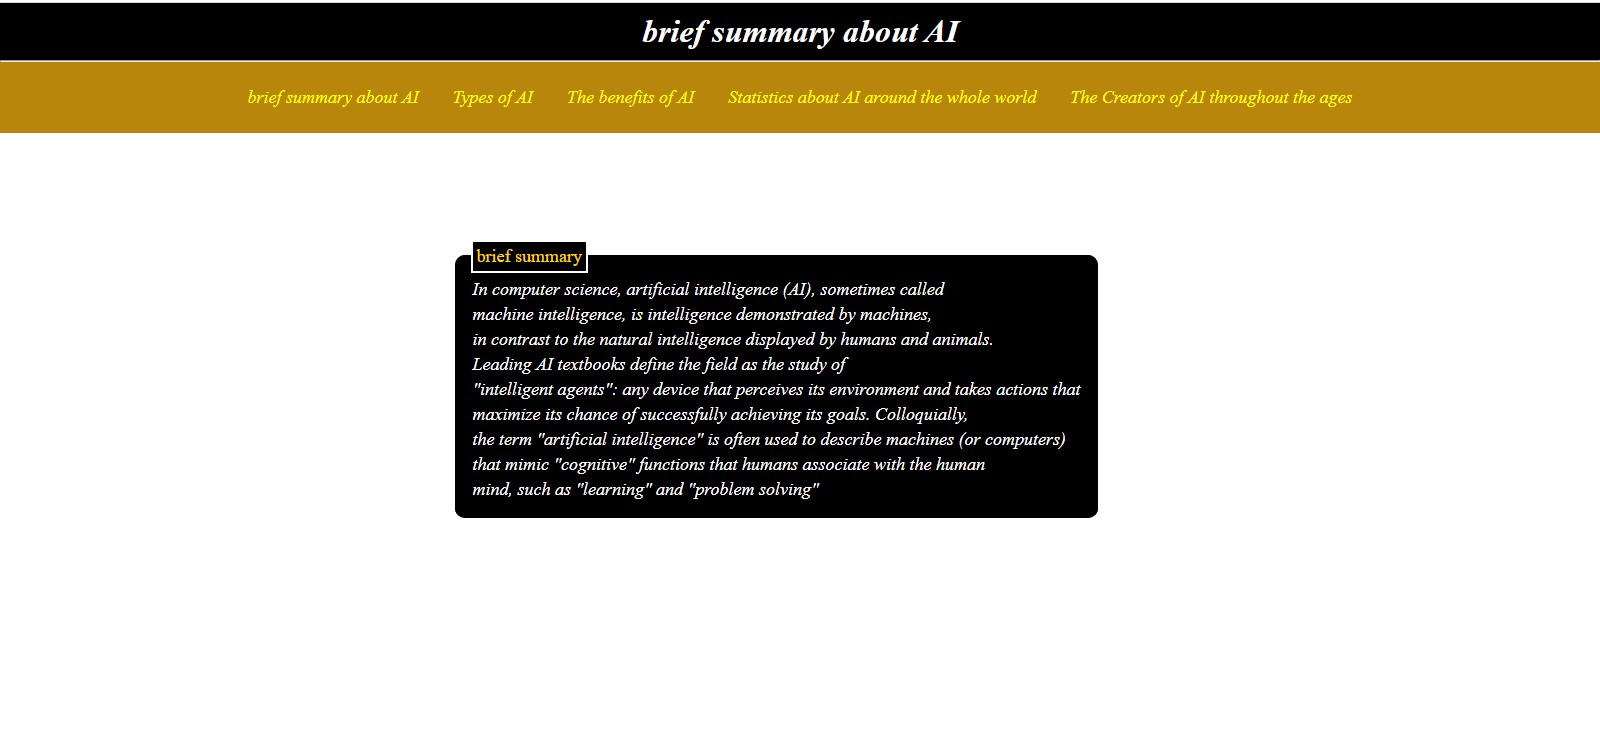 brief summary about AI
brief summary about AI Types of AI The benefits of AI Statistics about AI around the whole world The Creators of AI throughout the ages
brief summary
In computer science, artificial intelligence (AI), sometimes called
machine intelligence, is intelligence demonstrated by machines,
in contrast to the natural intelligence displayed by humans and animals.
Leading AI textbooks define the field as the study of
"intelligent agents": any device that perceives its environment and takes actions that
maximize its chance of successfully achieving its goals. Colloquially,
the term "artificial intelligence" is often used to describe machines (or computers)
that mimic "cognitive" functions that humans associate with the human
mind, such as "learning" and "problem solving"